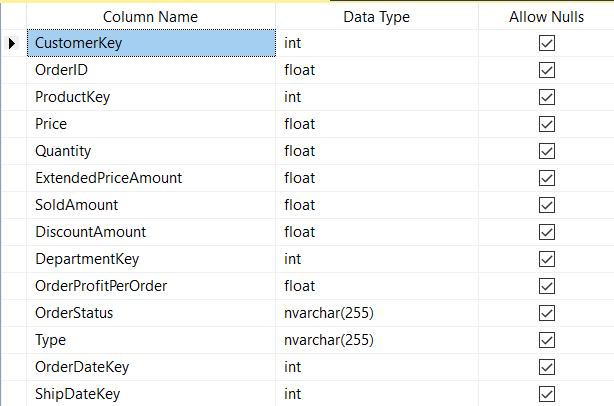 Column Name Data Type Allow Nulls
CustomerKey int
OrderID float
ProductKey int
Price float
Quantity float
ExtendedPriceAmount float
SoldAmount float
DiscountAmount float
DepartmentKey int
OrderProfitPerOrder float
OrderStatus nvarchar(255)
Type nvarchar(255)
OrderDateKey int
ShipDateKey int